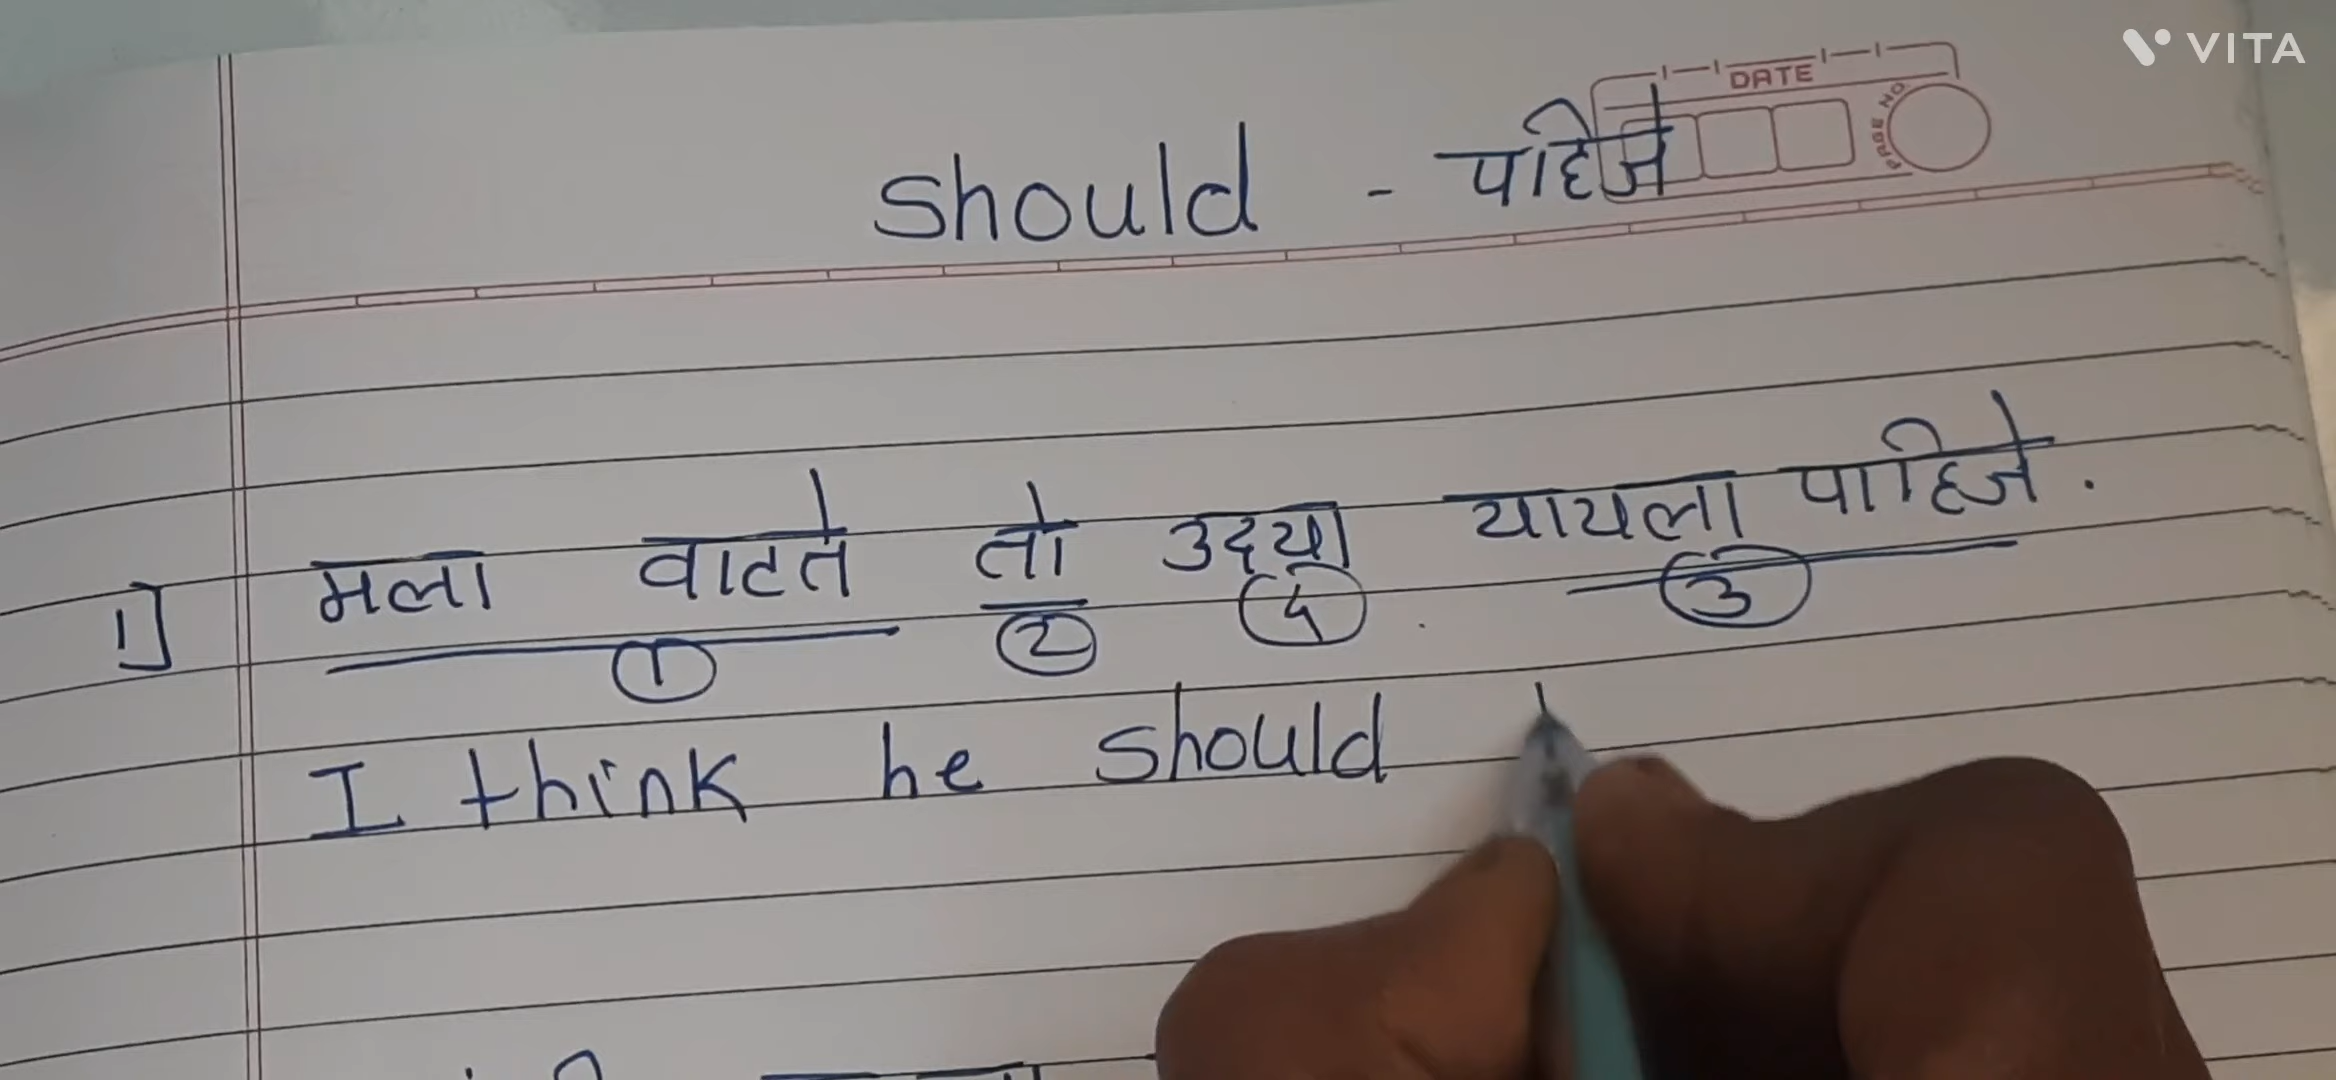 VITA
DATE
PAGE NO.
should - पाहिजे
1] मला वाटते तो उद्या यायला पाहिजे.
1 2 4 3
I think he should